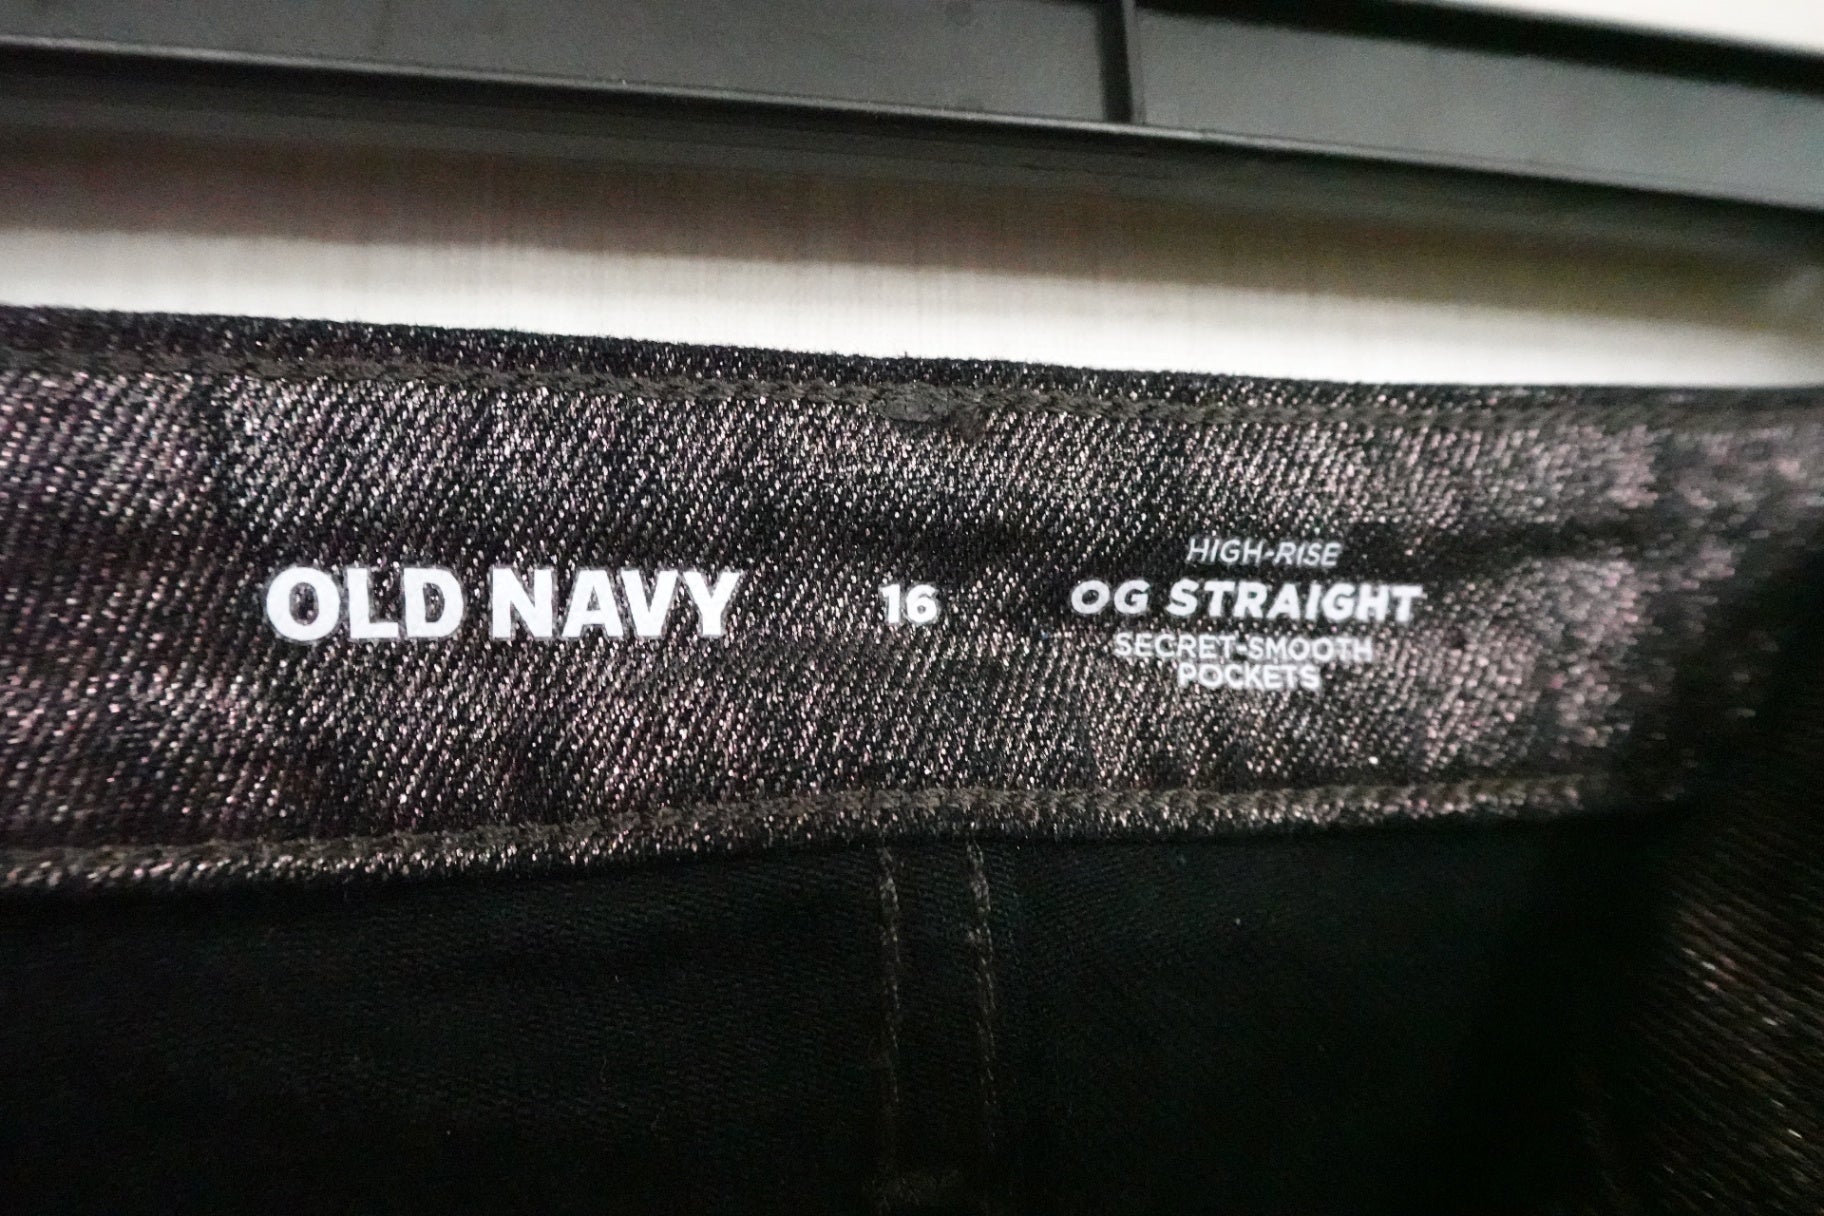 OLD NAVY
16
HIGH-RISE
OG STRAIGHT
SECRET-SMOOTH
POCKETS